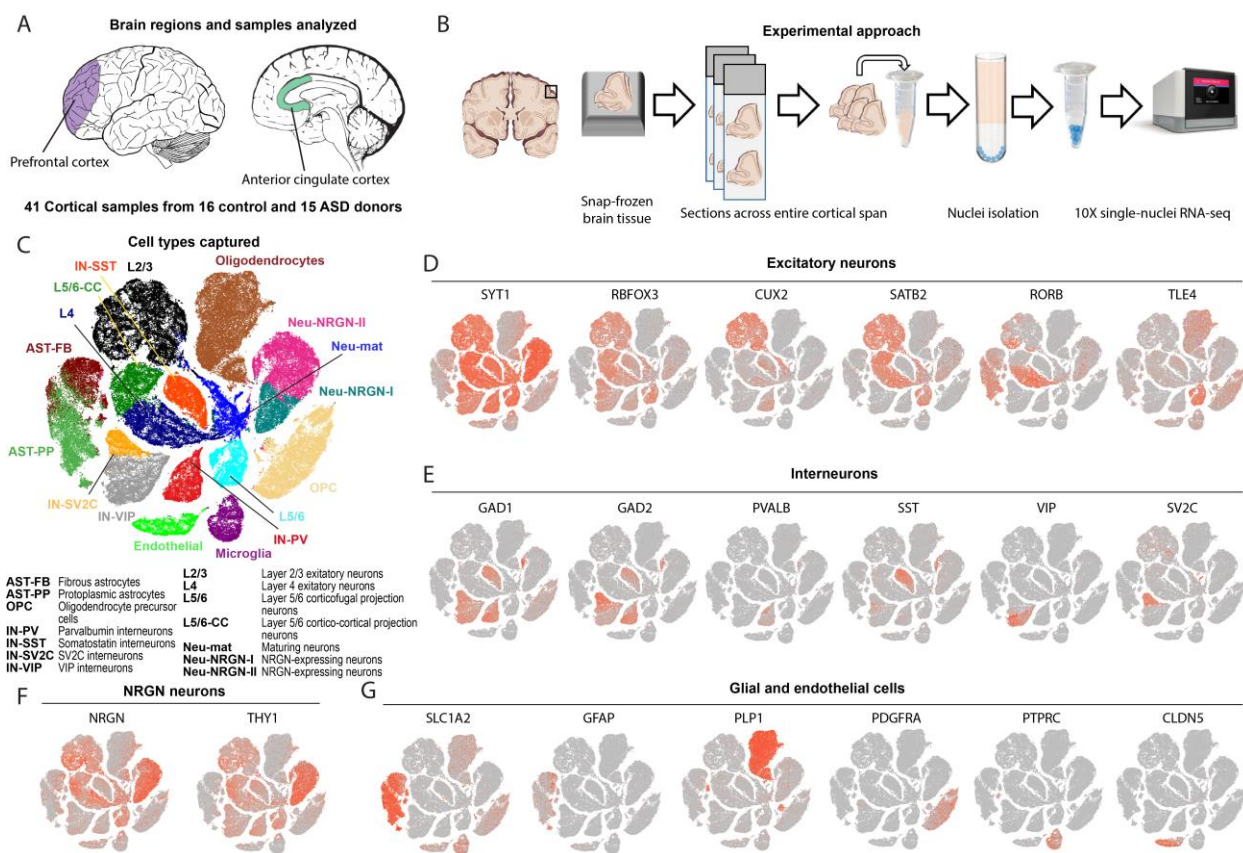 A
Brain regions and samples analyzed
Prefrontal cortex
Anterior cingulate cortex
41 Cortical samples from 16 control and 15 ASD donors
B
Experimental approach
Snap-frozen
brain tissue
Sections across entire cortical span
Nuclei isolation
10X single-nuclei RNA-seq
C
Cell types captured
IN-SST
L2/3
Oligodendrocytes
L5/6-CC
L4
Neu-NRGN-II
Neu-mat
AST-FB
Neu-NRGN-I
AST-PP
IN-SV2C
OPC
IN-VIP
L5/6
IN-PV
Endothelial
Microglia
AST-FB Fibrous astrocytes
AST-PP Protoplasmic astrocytes
OPC Oligodendrocyte precursor
cells
IN-PV Parvalbumin interneurons
IN-SST Somatostatin interneurons
IN-SV2C SV2C interneurons
IN-VIP VIP interneurons
L2/3 Layer 2/3 exitatory neurons
L4 Layer 4 exitatory neurons
L5/6 Layer 5/6 corticofugal projection
neurons
L5/6-CC Layer 5/6 cortico-cortical projection
neurons
Neu-mat Maturing neurons
Neu-NRGN-I NRGN-expressing neurons
Neu-NRGN-II NRGN-expressing neurons
D
Excitatory neurons
SYT1 RBFOX3 CUX2 SATB2 RORB TLE4
E
Interneurons
GAD1 GAD2 PVALB SST VIP SV2C
F
NRGN neurons
NRGN THY1
G
Glial and endothelial cells
SLC1A2 GFAP PLP1 PDGFRA PTPRC CLDN5